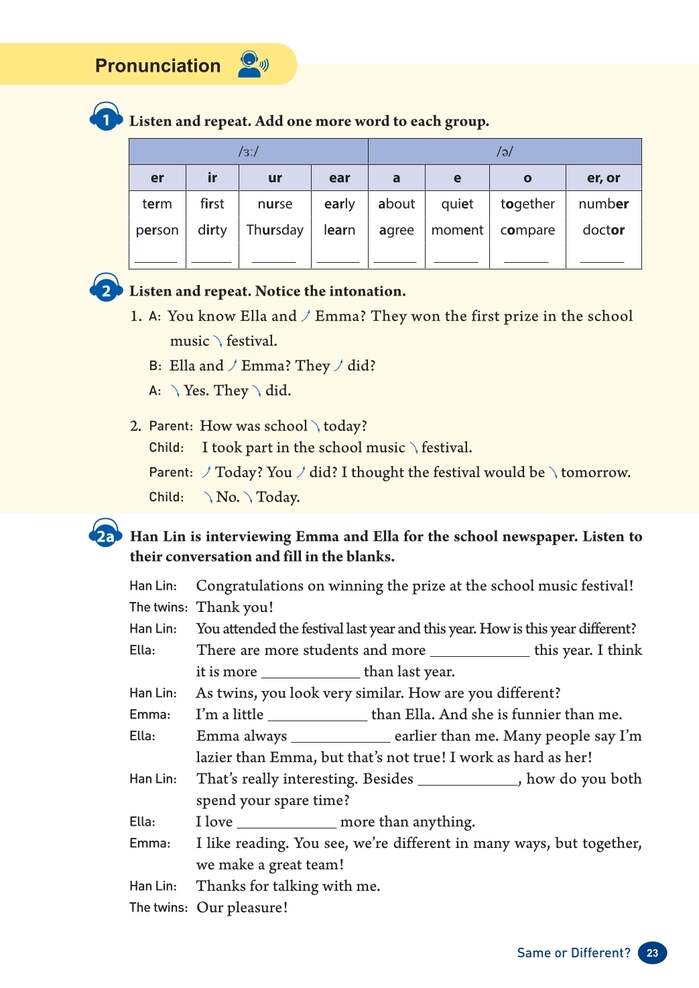 Pronunciation
1 Listen and repeat. Add one more word to each group.
/ɜː/ /ə/
er ir ur ear a e o er, or
term first nurse early about quiet together number
person dirty Thursday learn agree moment compare doctor
2 Listen and repeat. Notice the intonation.
1. A: You know Ella and ↗ Emma? They won the first prize in the school
music ↘ festival.
B: Ella and ↗ Emma? They ↗ did?
A: ↘ Yes. They ↘ did.
2. Parent: How was school ↘ today?
Child: I took part in the school music ↘ festival.
Parent: ↗ Today? You ↗ did? I thought the festival would be ↘ tomorrow.
Child: ↘ No. ↘ Today.
2a Han Lin is interviewing Emma and Ella for the school newspaper. Listen to
their conversation and fill in the blanks.
Han Lin: Congratulations on winning the prize at the school music festival!
The twins: Thank you!
Han Lin: You attended the festival last year and this year. How is this year different?
Ella: There are more students and more ____________ this year. I think
it is more ____________ than last year.
Han Lin: As twins, you look very similar. How are you different?
Emma: I'm a little ____________ than Ella. And she is funnier than me.
Ella: Emma always ____________ earlier than me. Many people say I'm
lazier than Emma, but that's not true! I work as hard as her!
Han Lin: That's really interesting. Besides ____________, how do you both
spend your spare time?
Ella: I love ____________ more than anything.
Emma: I like reading. You see, we're different in many ways, but together,
we make a great team!
Han Lin: Thanks for talking with me.
The twins: Our pleasure!
Same or Different? 23